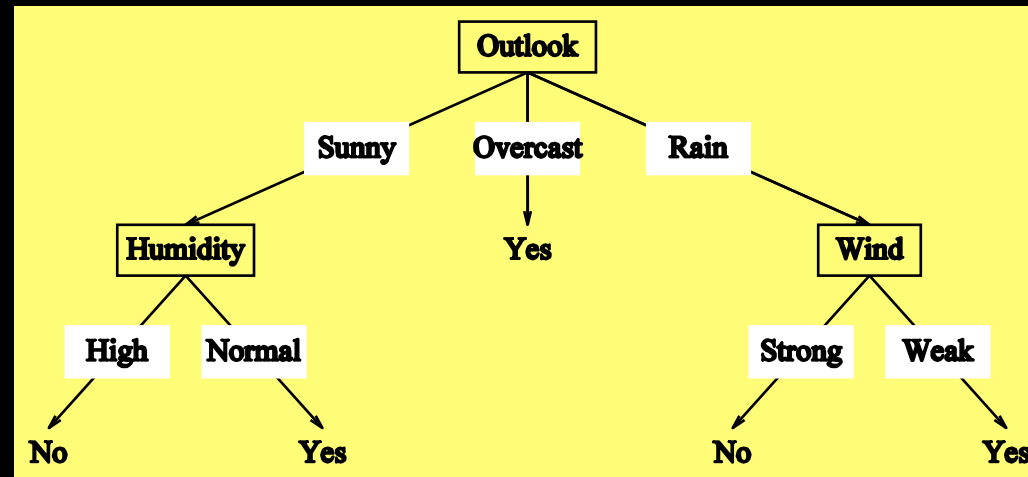 Outlook
Sunny Overcast Rain
Humidity Yes Wind
High Normal Strong Weak
No Yes No Yes